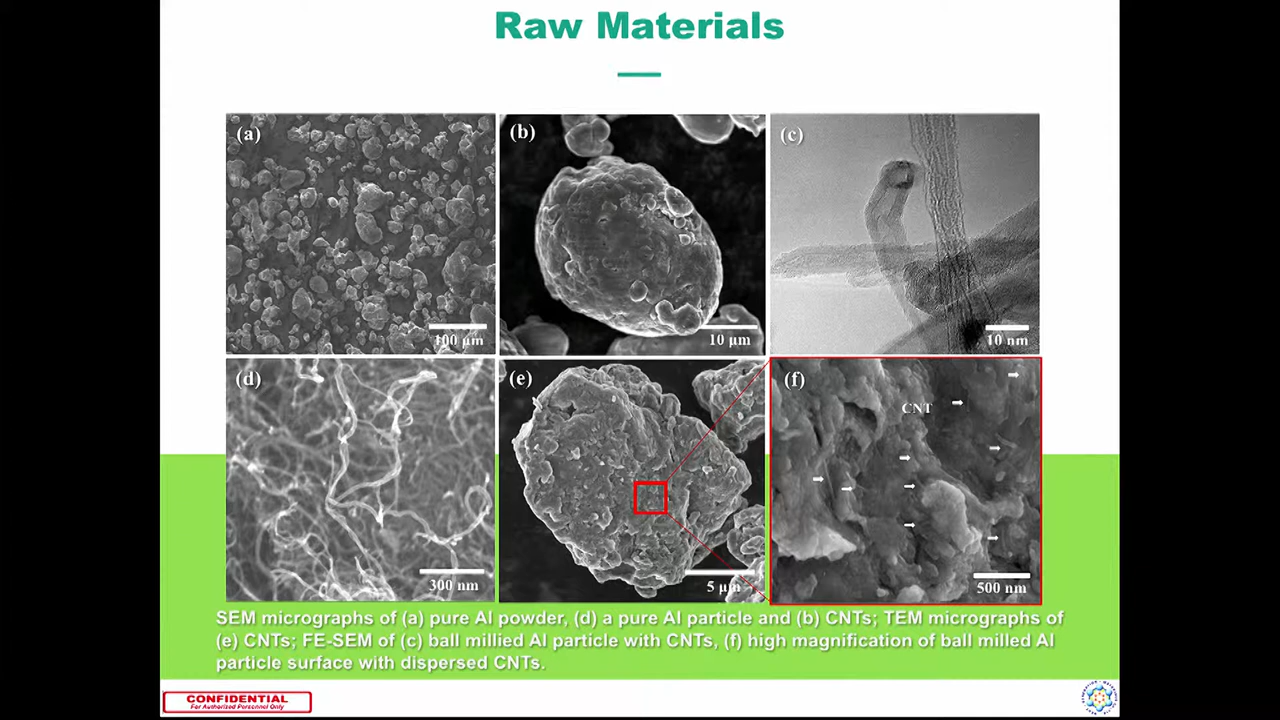 Raw Materials
(a)
(b)
(c)
100 µm
10 µm
10 nm
(d)
(e)
(f)
CNT
300 nm
5 µm
500 nm
SEM micrographs of (a) pure Al powder, (d) a pure Al particle and (b) CNTs; TEM micrographs of
(e) CNTs; FE-SEM of (c) ball millied Al particle with CNTs, (f) high magnification of ball milled Al
particle surface with dispersed CNTs.
CONFIDENTIAL
For Authorized Personnel Only